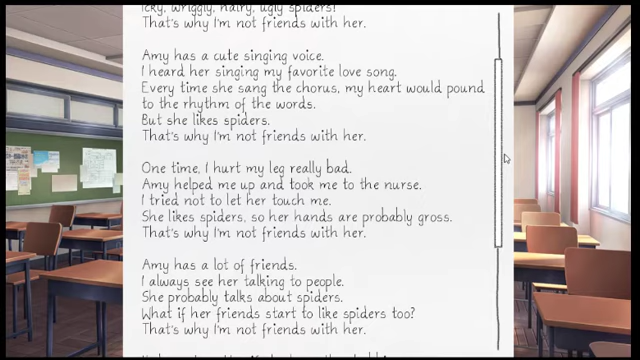 Icky, wriggly, hairy, ugly spiders!
That's why I'm not friends with her.
Amy has a cute singing voice.
I heard her singing my favorite love song.
Every time she sang the chorus, my heart would pound
to the rhythm of the words.
But she likes spiders.
That's why I'm not friends with her.
One time, I hurt my leg really bad.
Amy helped me up and took me to the nurse.
I tried not to let her touch me.
She likes spiders, so her hands are probably gross.
That's why I'm not friends with her.
Amy has a lot of friends.
I always see her talking to people.
She probably talks about spiders.
What if her friends start to like spiders too?
That's why I'm not friends with her.